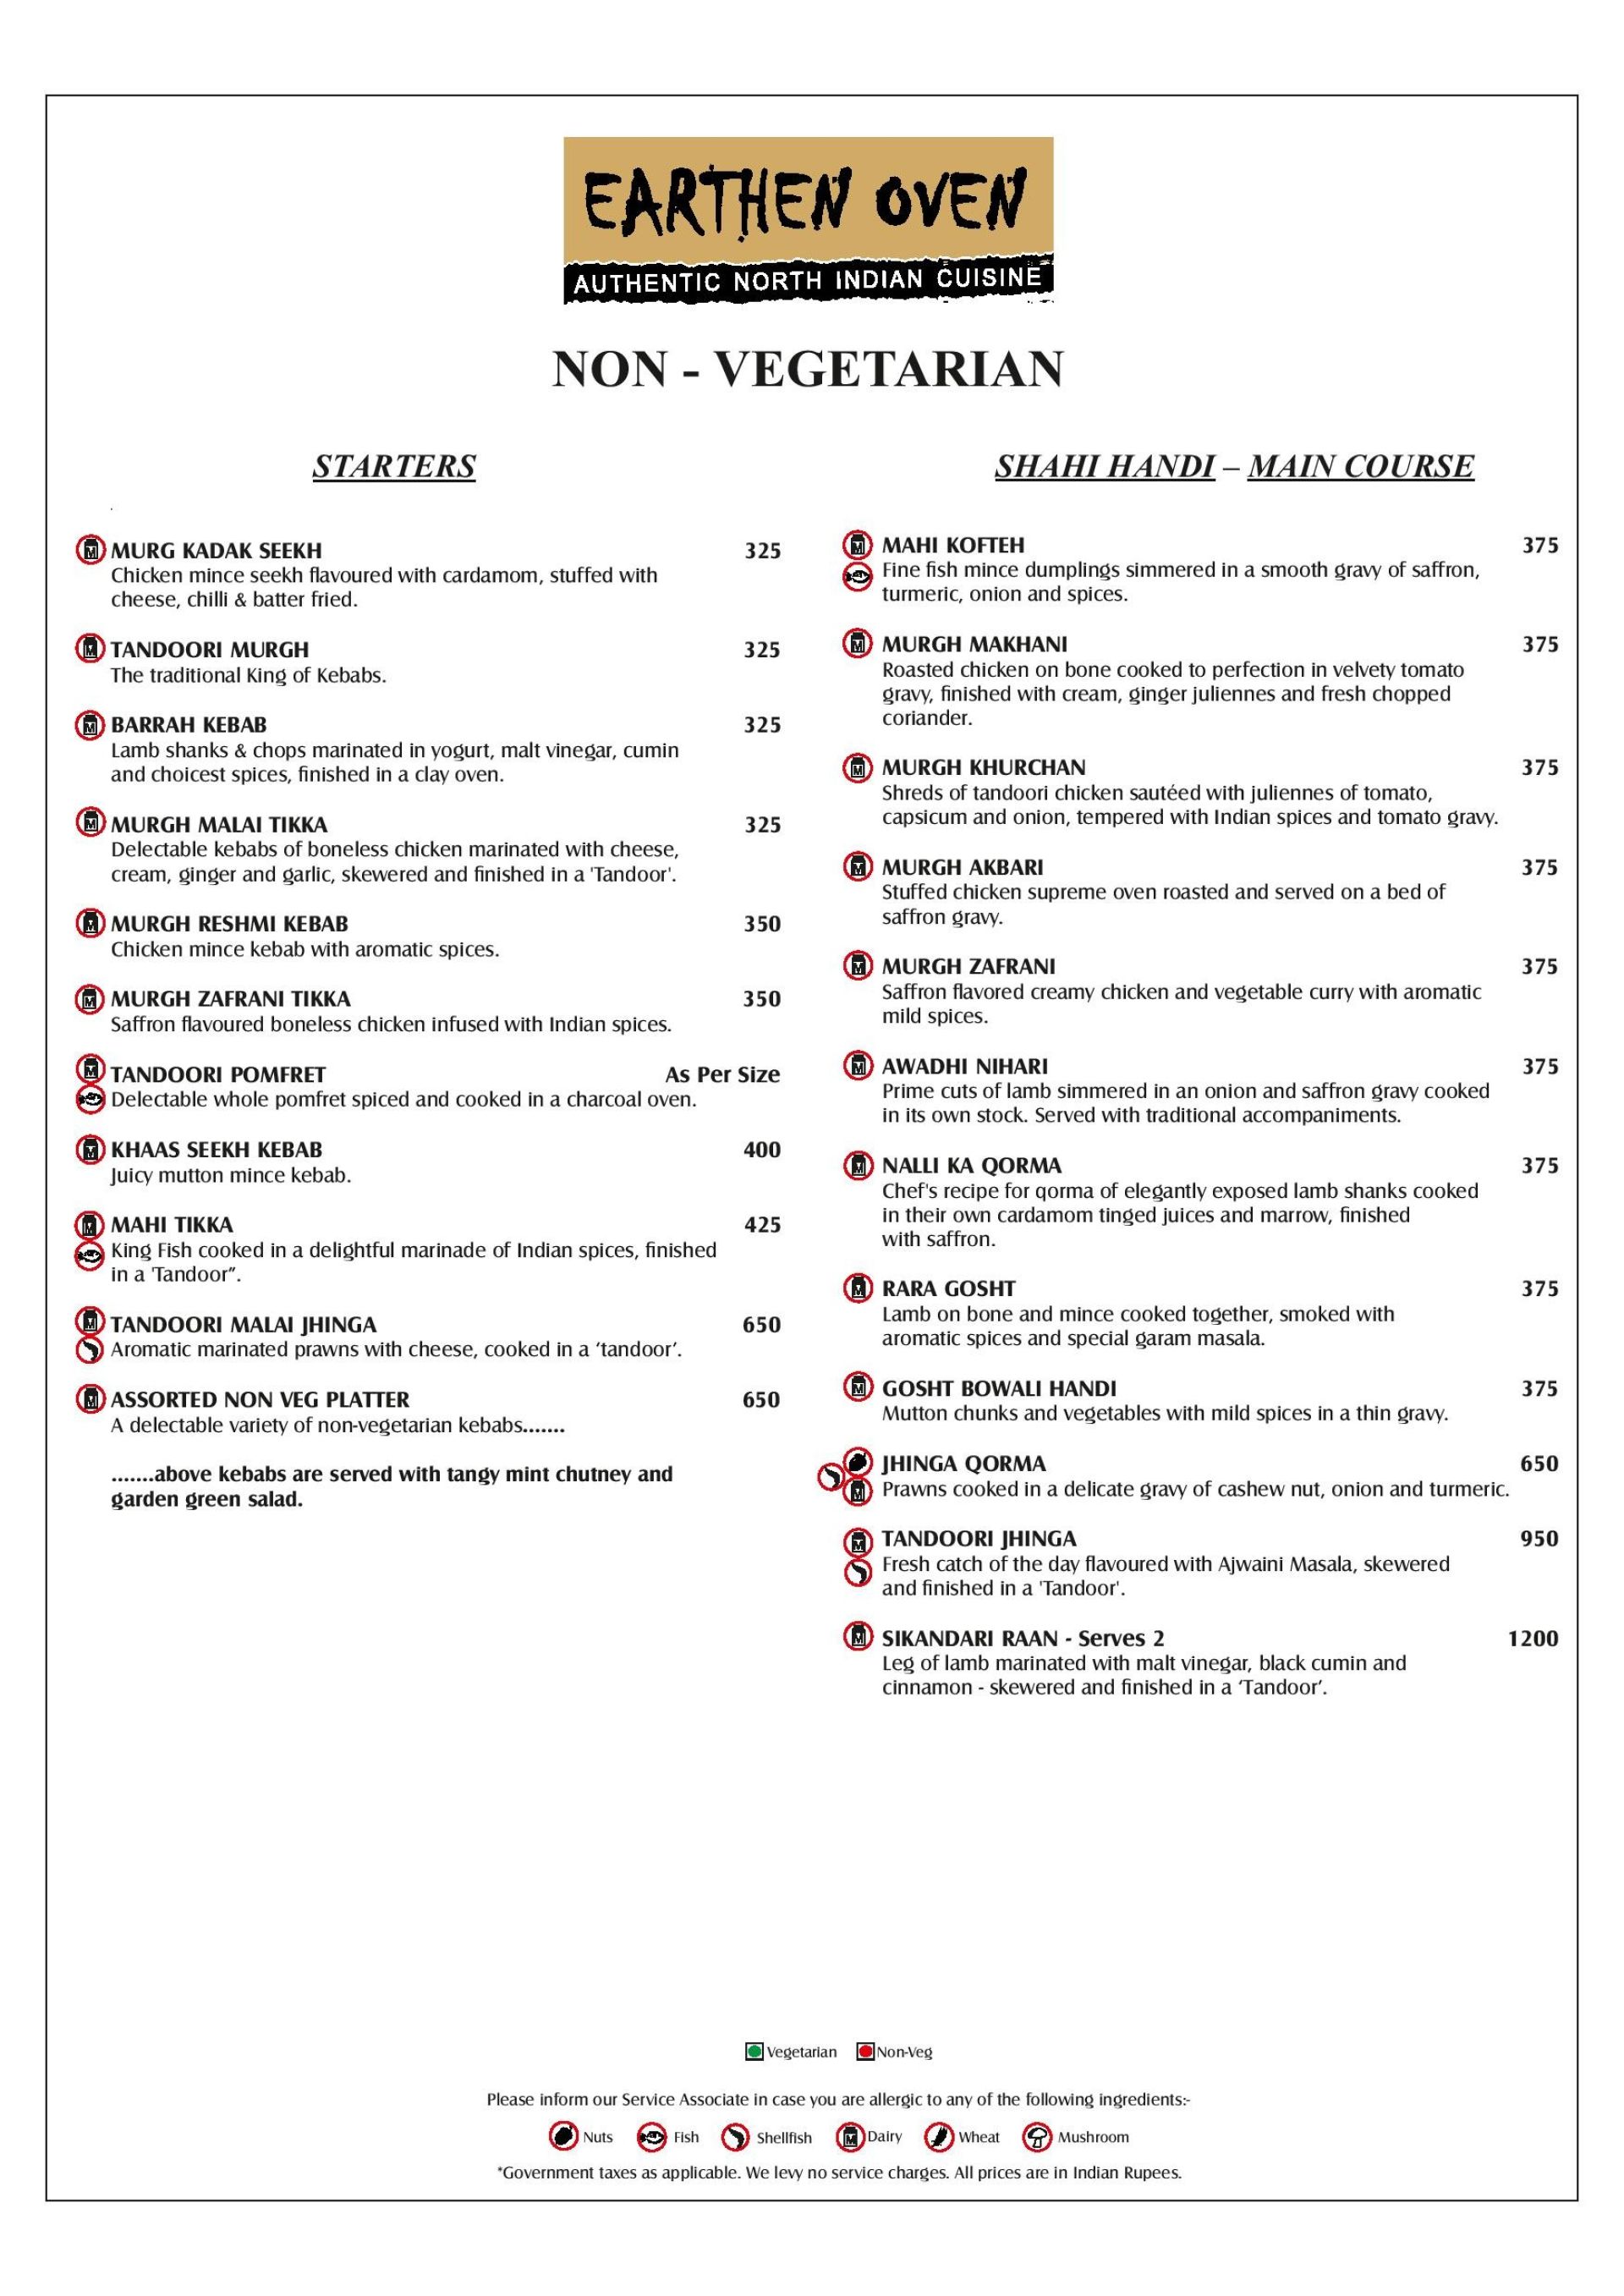 EARTHEN OVEN
AUTHENTIC NORTH INDIAN CUISINE
NON - VEGETARIAN
STARTERS
MURG KADAK SEEKH 325
Chicken mince seekh flavoured with cardamom, stuffed with
cheese, chilli & batter fried.
TANDOORI MURGH 325
The traditional King of Kebabs.
BARRAH KEBAB 325
Lamb shanks & chops marinated in yogurt, malt vinegar, cumin
and choicest spices, finished in a clay oven.
MURGH MALAI TIKKA 325
Delectable kebabs of boneless chicken marinated with cheese,
cream, ginger and garlic, skewered and finished in a 'Tandoor'.
MURGH RESHMI KEBAB 350
Chicken mince kebab with aromatic spices.
MURGH ZAFRANI TIKKA 350
Saffron flavoured boneless chicken infused with Indian spices.
TANDOORI POMFRET As Per Size
Delectable whole pomfret spiced and cooked in a charcoal oven.
KHAAS SEEKH KEBAB 400
Juicy mutton mince kebab.
MAHI TIKKA 425
King Fish cooked in a delightful marinade of Indian spices, finished
in a 'Tandoor”.
TANDOORI MALAI JHINGA 650
Aromatic marinated prawns with cheese, cooked in a ‘tandoor’.
ASSORTED NON VEG PLATTER 650
A delectable variety of non-vegetarian kebabs.......
.......above kebabs are served with tangy mint chutney and
garden green salad.
SHAHI HANDI – MAIN COURSE
MAHI KOFTEH 375
Fine fish mince dumplings simmered in a smooth gravy of saffron,
turmeric, onion and spices.
MURGH MAKHANI 375
Roasted chicken on bone cooked to perfection in velvety tomato
gravy, finished with cream, ginger juliennes and fresh chopped
coriander.
MURGH KHURCHAN 375
Shreds of tandoori chicken sautéed with juliennes of tomato,
capsicum and onion, tempered with Indian spices and tomato gravy.
MURGH AKBARI 375
Stuffed chicken supreme oven roasted and served on a bed of
saffron gravy.
MURGH ZAFRANI 375
Saffron flavored creamy chicken and vegetable curry with aromatic
mild spices.
AWADHI NIHARI 375
Prime cuts of lamb simmered in an onion and saffron gravy cooked
in its own stock. Served with traditional accompaniments.
NALLI KA QORMA 375
Chef's recipe for qorma of elegantly exposed lamb shanks cooked
in their own cardamom tinged juices and marrow, finished
with saffron.
RARA GOSHT 375
Lamb on bone and mince cooked together, smoked with
aromatic spices and special garam masala.
GOSHT BOWALI HANDI 375
Mutton chunks and vegetables with mild spices in a thin gravy.
JHINGA QORMA 650
Prawns cooked in a delicate gravy of cashew nut, onion and turmeric.
TANDOORI JHINGA 950
Fresh catch of the day flavoured with Ajwaini Masala, skewered
and finished in a 'Tandoor'.
SIKANDARI RAAN - Serves 2 1200
Leg of lamb marinated with malt vinegar, black cumin and
cinnamon - skewered and finished in a ‘Tandoor’.
Vegetarian Non-Veg
Please inform our Service Associate in case you are allergic to any of the following ingredients:-
Nuts Fish Shellfish Dairy Wheat Mushroom
*Government taxes as applicable. We levy no service charges. All prices are in Indian Rupees.